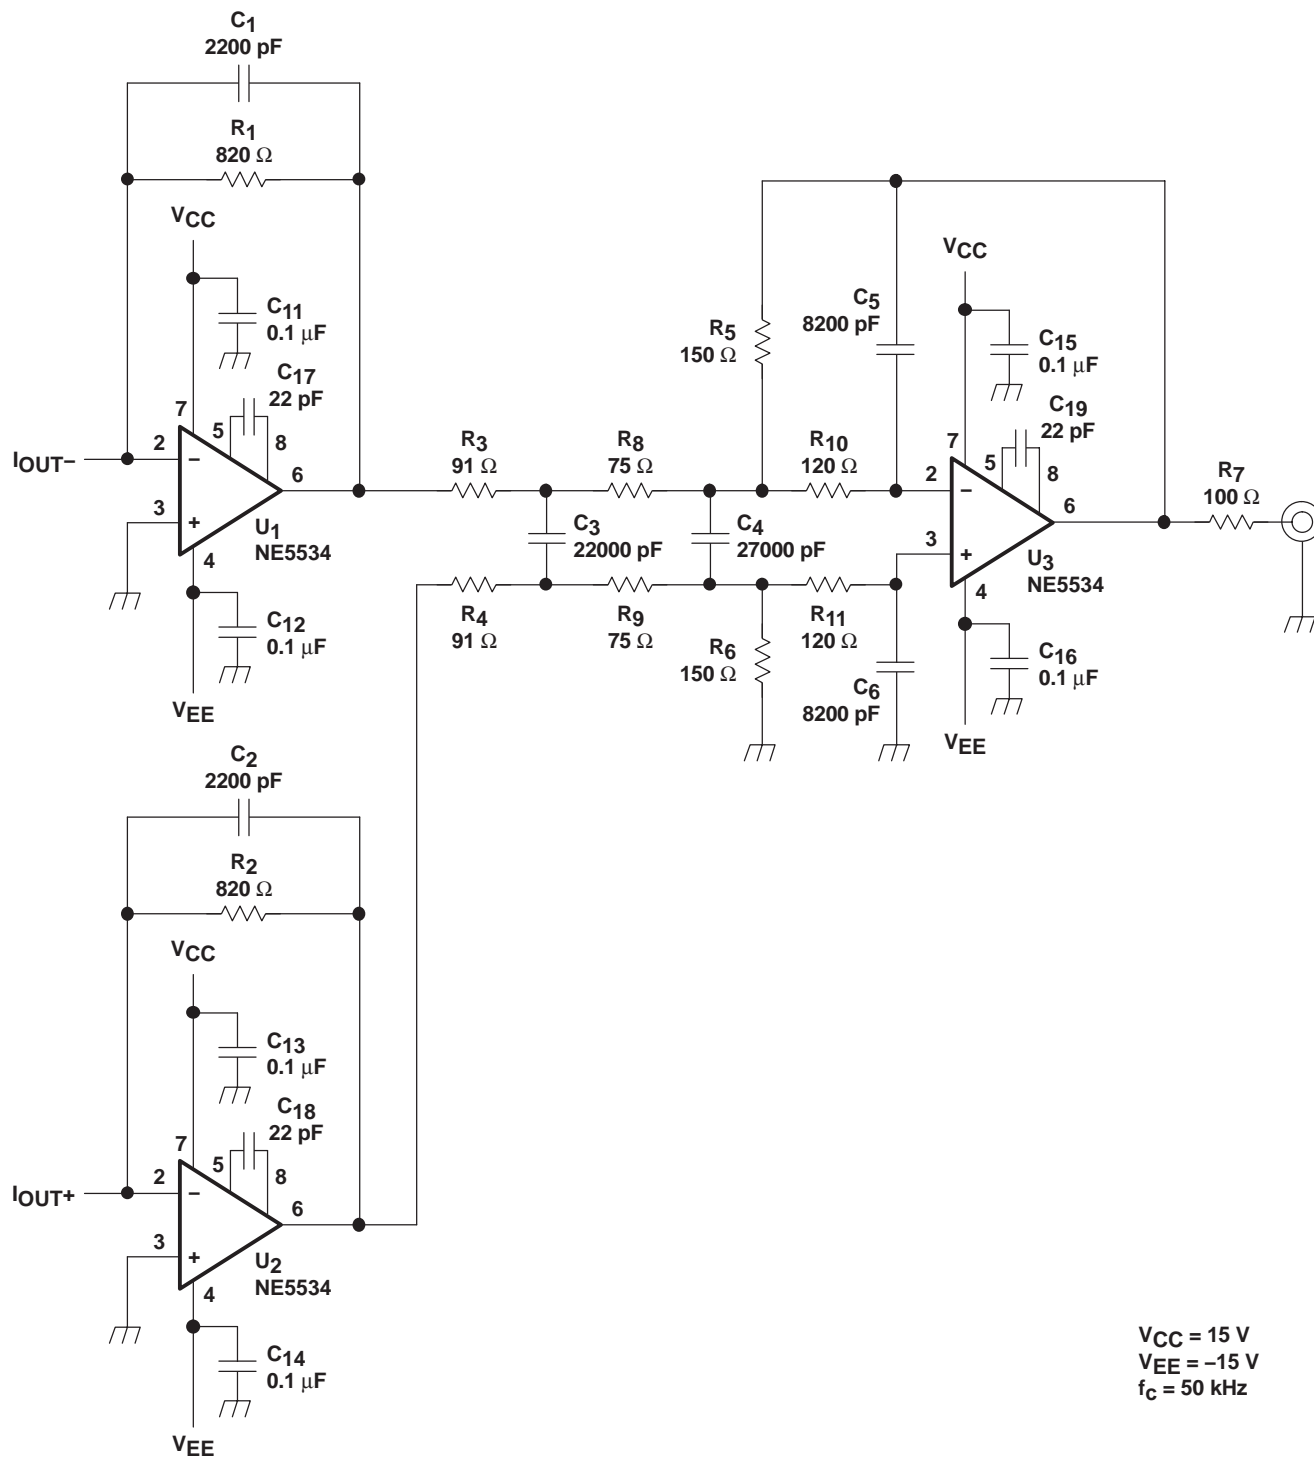 C1
2200 pF
R1
820 Ω
VCC
C11
0.1 μF
C17
22 pF
7
5
8
2
IOUT–
–
6
3
+
U1
NE5534
4
C12
0.1 μF
VEE
R3
91 Ω
R8
75 Ω
R10
120 Ω
R5
150 Ω
C5
8200 pF
C3
22000 pF
C4
27000 pF
R4
91 Ω
R9
75 Ω
R11
120 Ω
R6
150 Ω
C6
8200 pF
VCC
C15
0.1 μF
C19
22 pF
7
5
8
2
–
6
3
+
U3
NE5534
4
R7
100 Ω
C16
0.1 μF
VEE
C2
2200 pF
R2
820 Ω
VCC
C13
0.1 μF
C18
22 pF
7
5
8
2
IOUT+
–
6
3
+
U2
NE5534
4
C14
0.1 μF
VEE
VCC = 15 V
VEE = –15 V
fc = 50 kHz